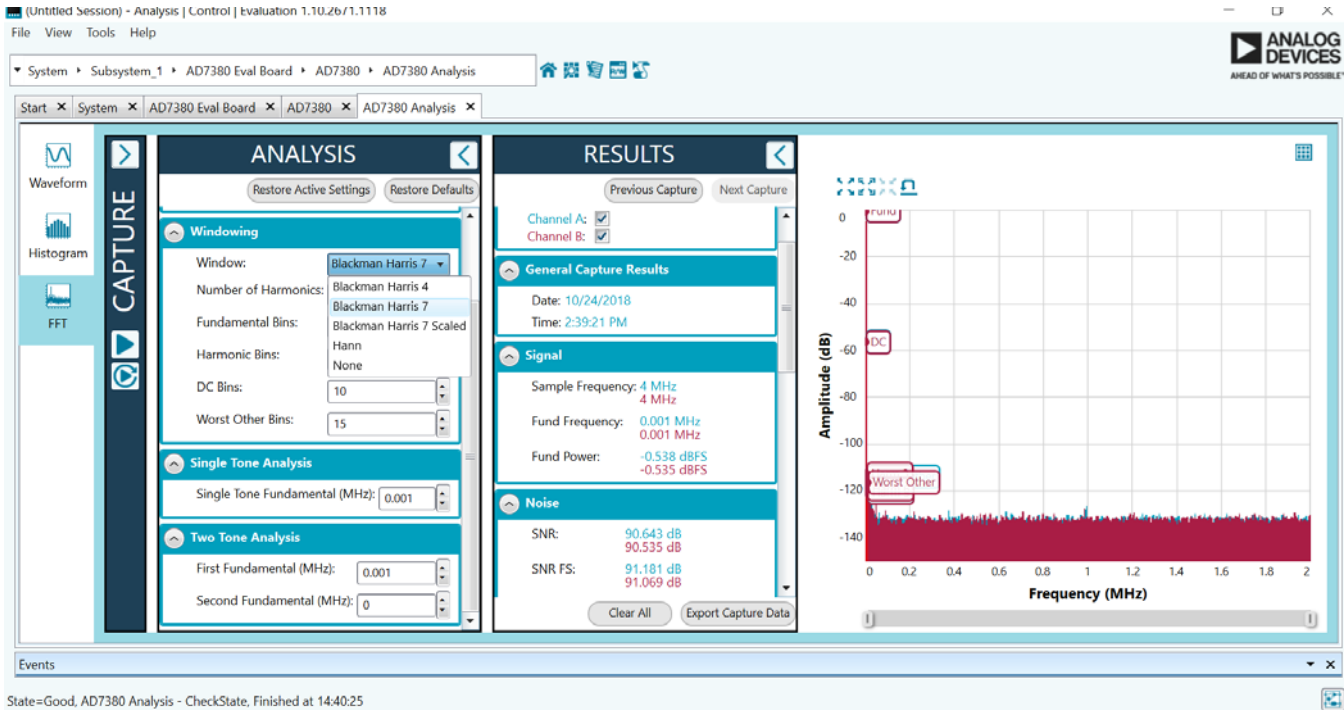 (Untitled Session) - Analysis | Control | Evaluation 1.10.2671.1118
File View Tools Help
ANALOG
DEVICES
AHEAD OF WHAT'S POSSIBLE™
System Subsystem_1 AD7380 Eval Board AD7380 AD7380 Analysis
Start System AD7380 Eval Board AD7380 AD7380 Analysis
Waveform
Histogram
FFT
CAPTURE
ANALYSIS
Restore Active Settings Restore Defaults
Windowing
Window: Blackman Harris 7
Number of Harmonics:
Fundamental Bins:
Harmonic Bins:
Blackman Harris 4
Blackman Harris 7
Blackman Harris 7 Scaled
Hann
None
DC Bins: 10
Worst Other Bins: 15
Single Tone Analysis
Single Tone Fundamental (MHz): 0.001
Two Tone Analysis
First Fundamental (MHz): 0.001
Second Fundamental (MHz): 0
RESULTS
Previous Capture Next Capture
Channel A:
Channel B:
General Capture Results
Date: 10/24/2018
Time: 2:39:21 PM
Signal
Sample Frequency: 4 MHz
4 MHz
Fund Frequency: 0.001 MHz
0.001 MHz
Fund Power: -0.538 dBFS
-0.535 dBFS
Noise
SNR: 90.643 dB
90.535 dB
SNR FS: 91.181 dB
91.069 dB
Clear All Export Capture Data
Amplitude (dB)
0
-20
-40
-60
-80
-100
-120
-140
Fund
DC
Worst Other
0 0.2 0.4 0.6 0.8 1 1.2 1.4 1.6 1.8 2
Frequency (MHz)
Events
State=Good, AD7380 Analysis - CheckState, Finished at 14:40:25